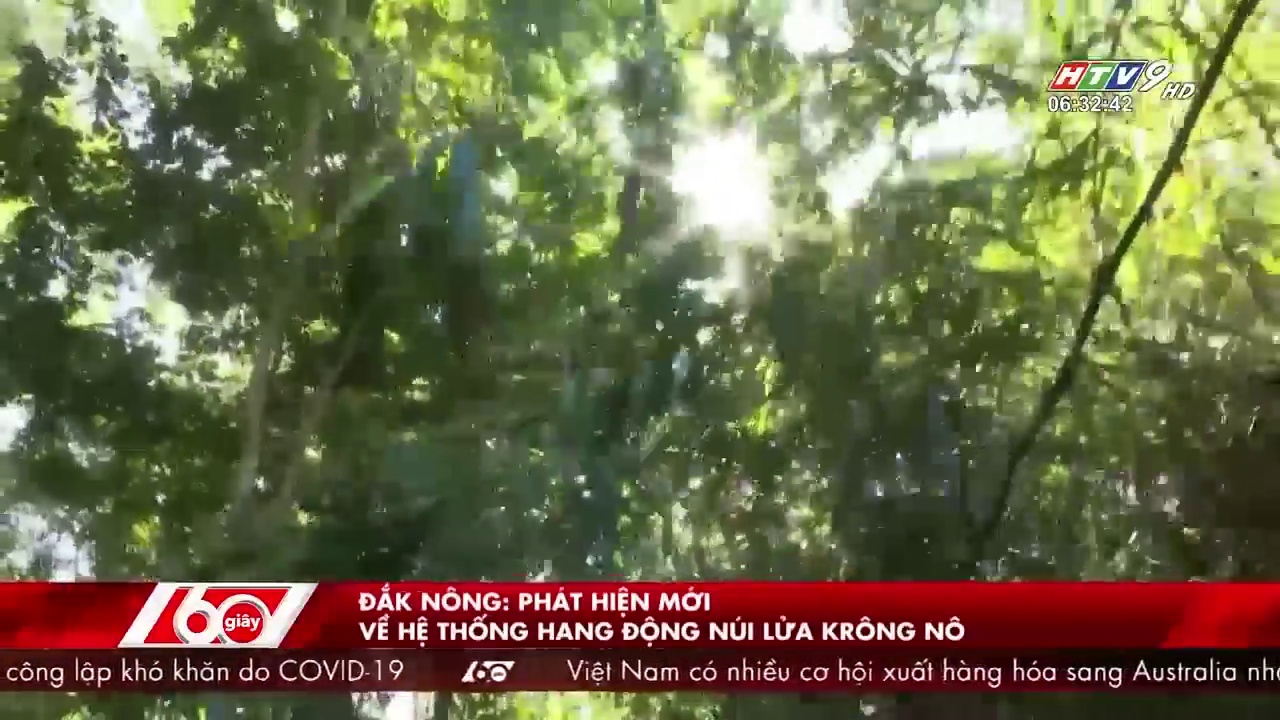 HTV9 HD
06:32:42
60 giây
ĐẮK NÔNG: PHÁT HIỆN MỚI
VỀ HỆ THỐNG HANG ĐỘNG NÚI LỬA KRÔNG NÔ
công lập khó khăn do COVID-19 60 Việt Nam có nhiều cơ hội xuất hàng hóa sang Australia